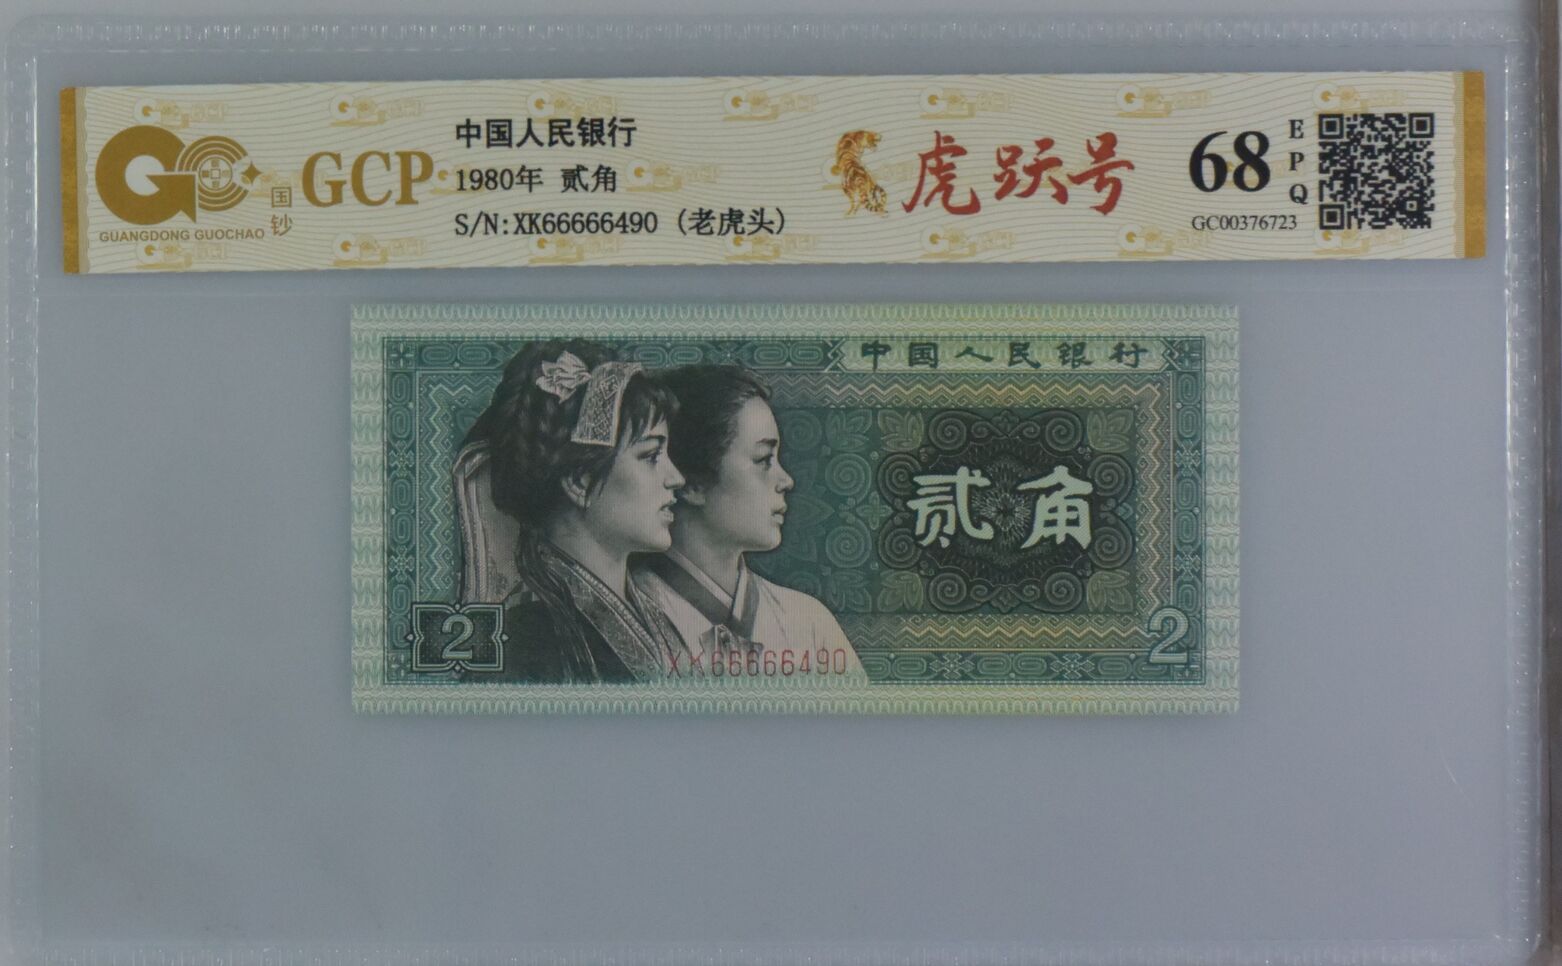 中国人民银行
GCP
1980年 贰角
S/N:XK66666490 (老虎头)
国钞
GUANGDONG GUOCHAO
虎跃号
68
EPQ
GC00376723
中国人民银行
贰角
2
2
XK66666490